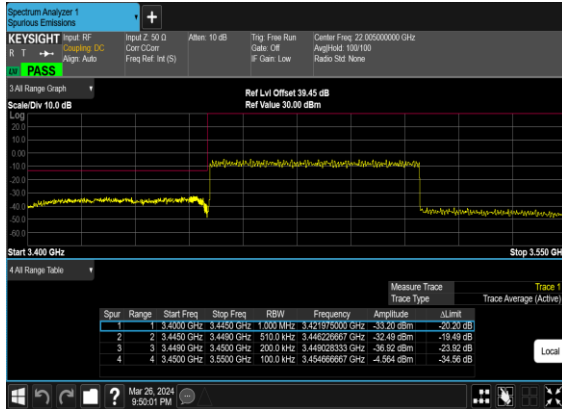 Spectrum Analyzer 1
Spurious Emissions
+
KEYSIGHT Input: RF Input Z: 50 Ω Atten: 10 dB Trig: Free Run Center Freq: 22.005000000 GHz
R T Coupling: DC Corr CCorr Gate: Off Avg|Hold: 100/100
Align: Auto Freq Ref: Int (S) IF Gain: Low Radio Std: None
LXI PASS
3 All Range Graph
Ref Lvl Offset 39.45 dB
Scale/Div 10.0 dB Ref Value 30.00 dBm
Log
20.0
10.0
0.00
-10.0
-20.0
-30.0
-40.0
-50.0
-60.0
Start 3.400 GHz Stop 3.550 GH
4 All Range Table
Measure Trace Trace 1
Trace Type Trace Average (Active)
Spur Range Start Freq Stop Freq RBW Frequency Amplitude ΔLimit
1 1 3.4000 GHz 3.4450 GHz 1.000 MHz 3.421975000 GHz -33.20 dBm -20.20 dB
2 2 3.4450 GHz 3.4490 GHz 510.0 kHz 3.446226667 GHz -32.49 dBm -19.49 dB
3 3 3.4490 GHz 3.4500 GHz 200.0 kHz 3.449028333 GHz -36.92 dBm -23.92 dB
4 4 3.4500 GHz 3.5500 GHz 100.0 kHz 3.454666667 GHz -4.564 dBm -34.56 dB
Local
? Mar 26, 2024
9:50:01 PM